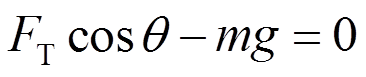 F_T cos θ − mg = 0